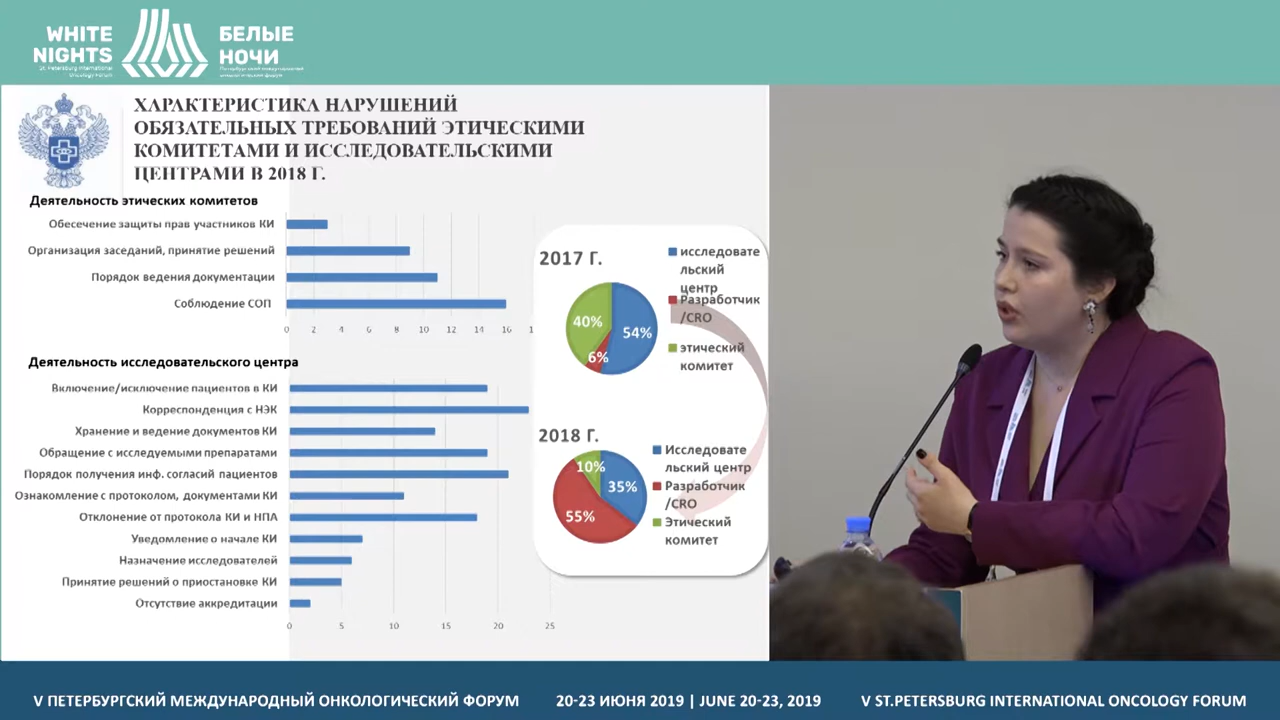 WHITE
NIGHTS
St. Petersburg International
Oncology Forum
БЕЛЫЕ
НОЧИ
ХАРАКТЕРИСТИКА НАРУШЕНИЙ
ОБЯЗАТЕЛЬНЫХ ТРЕБОВАНИЙ ЭТИЧЕСКИМИ
КОМИТЕТАМИ И ИССЛЕДОВАТЕЛЬСКИМИ
ЦЕНТРАМИ В 2018 Г.
Деятельность этических комитетов
Обесечение защиты прав участников КИ
Организация заседаний, принятие решений
Порядок ведения документации
Соблюдение СОП
0 2 4 6 8 10 12 14 16 1
Деятельность исследовательского центра
Включение/исключение пациентов в КИ
Корреспонденция с НЭК
Хранение и ведение документов КИ
Обращение с исследуемыми препаратами
Порядок получения инф. согласий пациентов
Ознакомление с протоколом, документами КИ
Отклонение от протокола КИ и НПА
Уведомление о начале КИ
Назначение исследователей
Принятие решений о приостановке КИ
Отсутствие аккредитации
0 5 10 15 20 25
2017 Г.
40%
54%
6%
исследовате
льский
центр
Разработчик
/CRO
этический
комитет
2018 Г.
10%
35%
55%
Исследовате
льский центр
Разработчик
/CRO
Этический
комитет
V ПЕТЕРБУРГСКИЙ МЕЖДУНАРОДНЫЙ ОНКОЛОГИЧЕСКИЙ ФОРУМ 20-23 ИЮНЯ 2019 | JUNE 20-23, 2019 V ST.PETERSBURG INTERNATIONAL ONCOLOGY FORUM